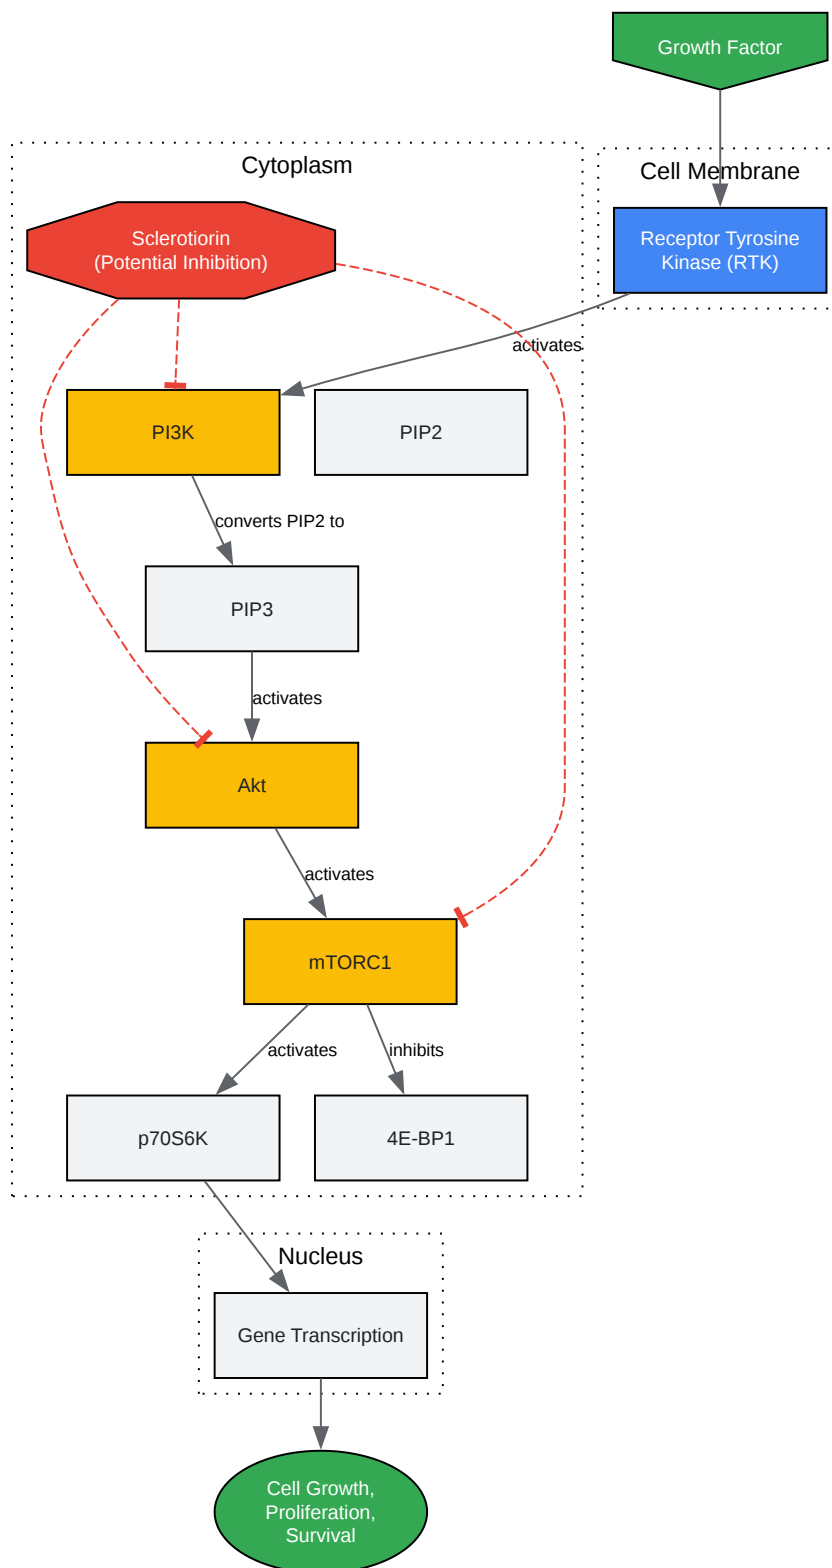 Growth Factor
Cytoplasm
Cell Membrane
Sclerotiorin
(Potential Inhibition)
Receptor Tyrosine
Kinase (RTK)
activates
PI3K
PIP2
converts PIP2 to
PIP3
activates
Akt
activates
mTORC1
activates
inhibits
p70S6K
4E-BP1
Nucleus
Gene Transcription
Cell Growth,
Proliferation,
Survival